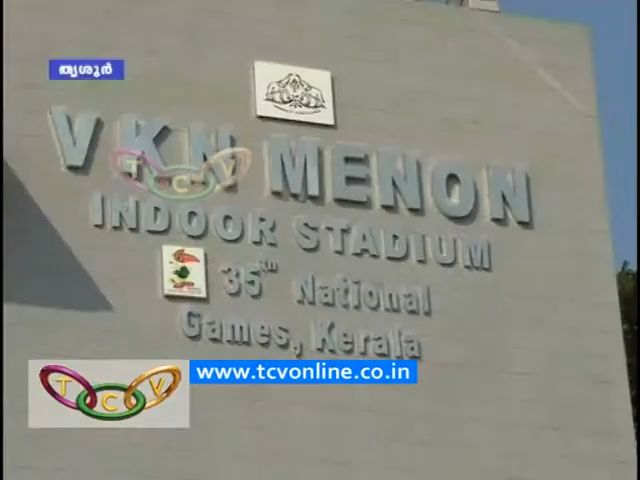 തൃശൂർ
VKN MENON
TCV
INDOOR STADIUM
35th National
Games, Kerala
TCV
www.tcvonline.co.in